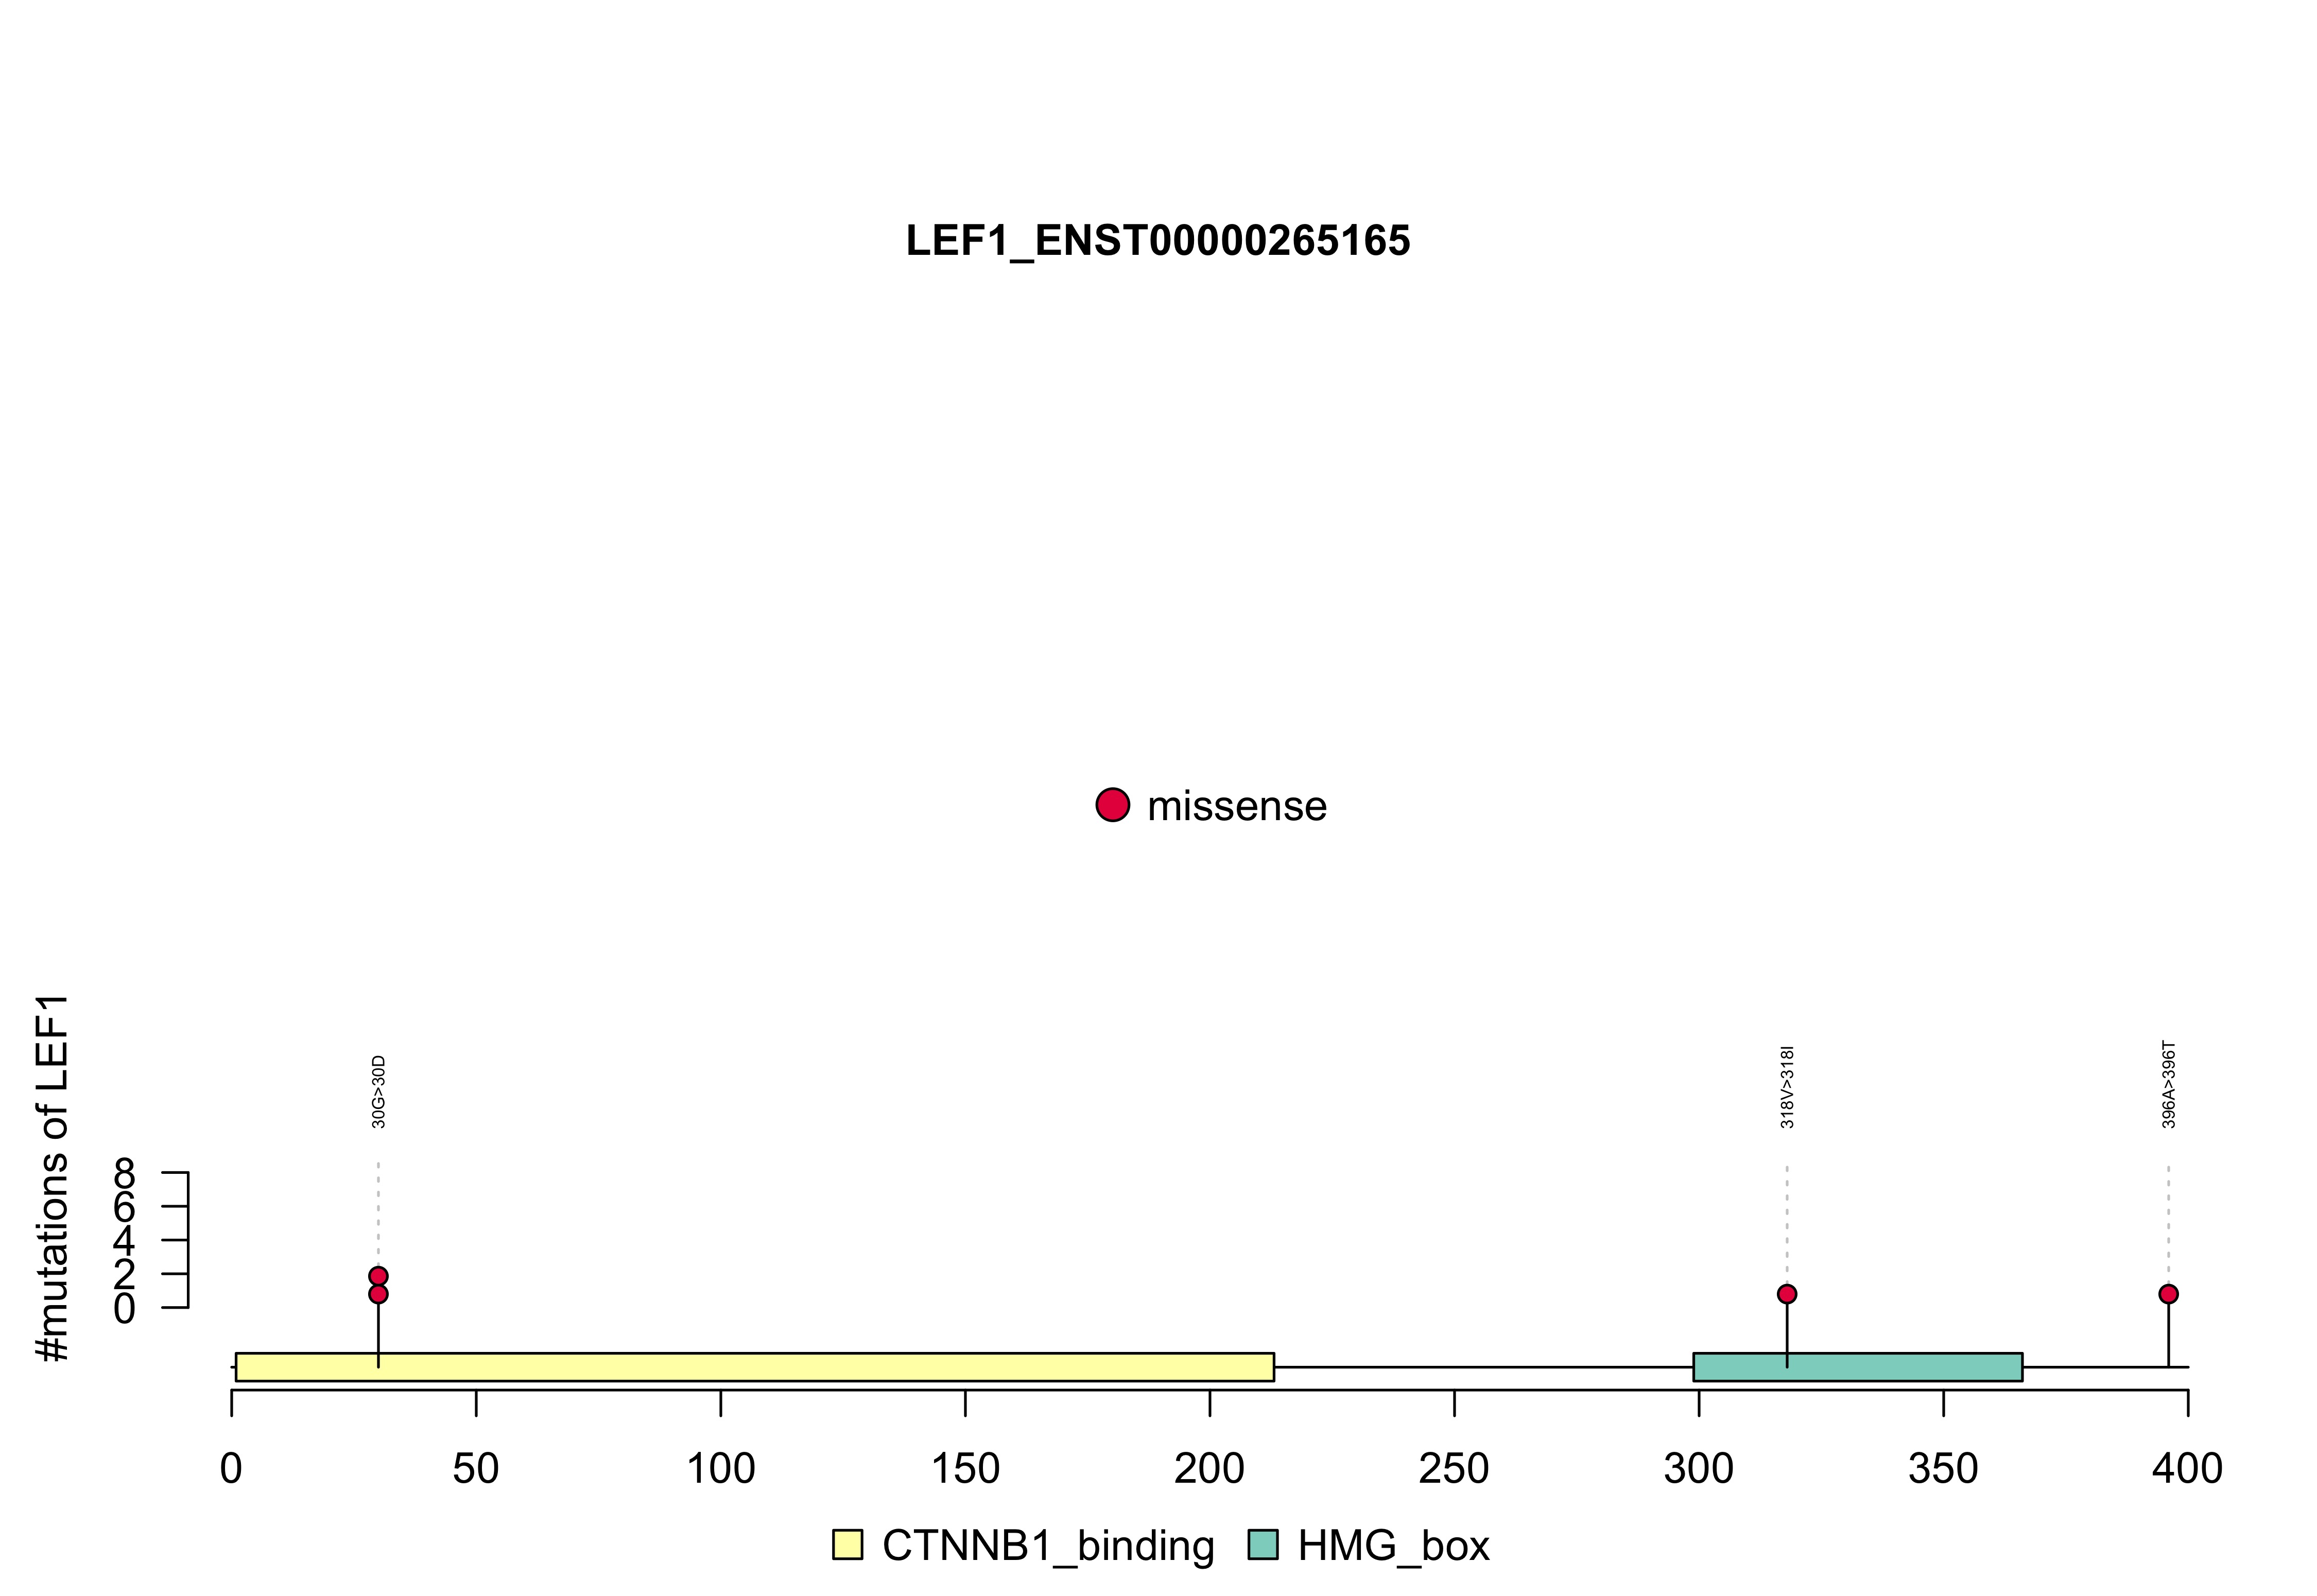 LEF1_ENST00000265165
missense
#mutations of LEF1
30G>30D
318V>318I
396A>396T
8
6
4
2
0
0 50 100 150 200 250 300 350 400
CTNNB1_binding HMG_box